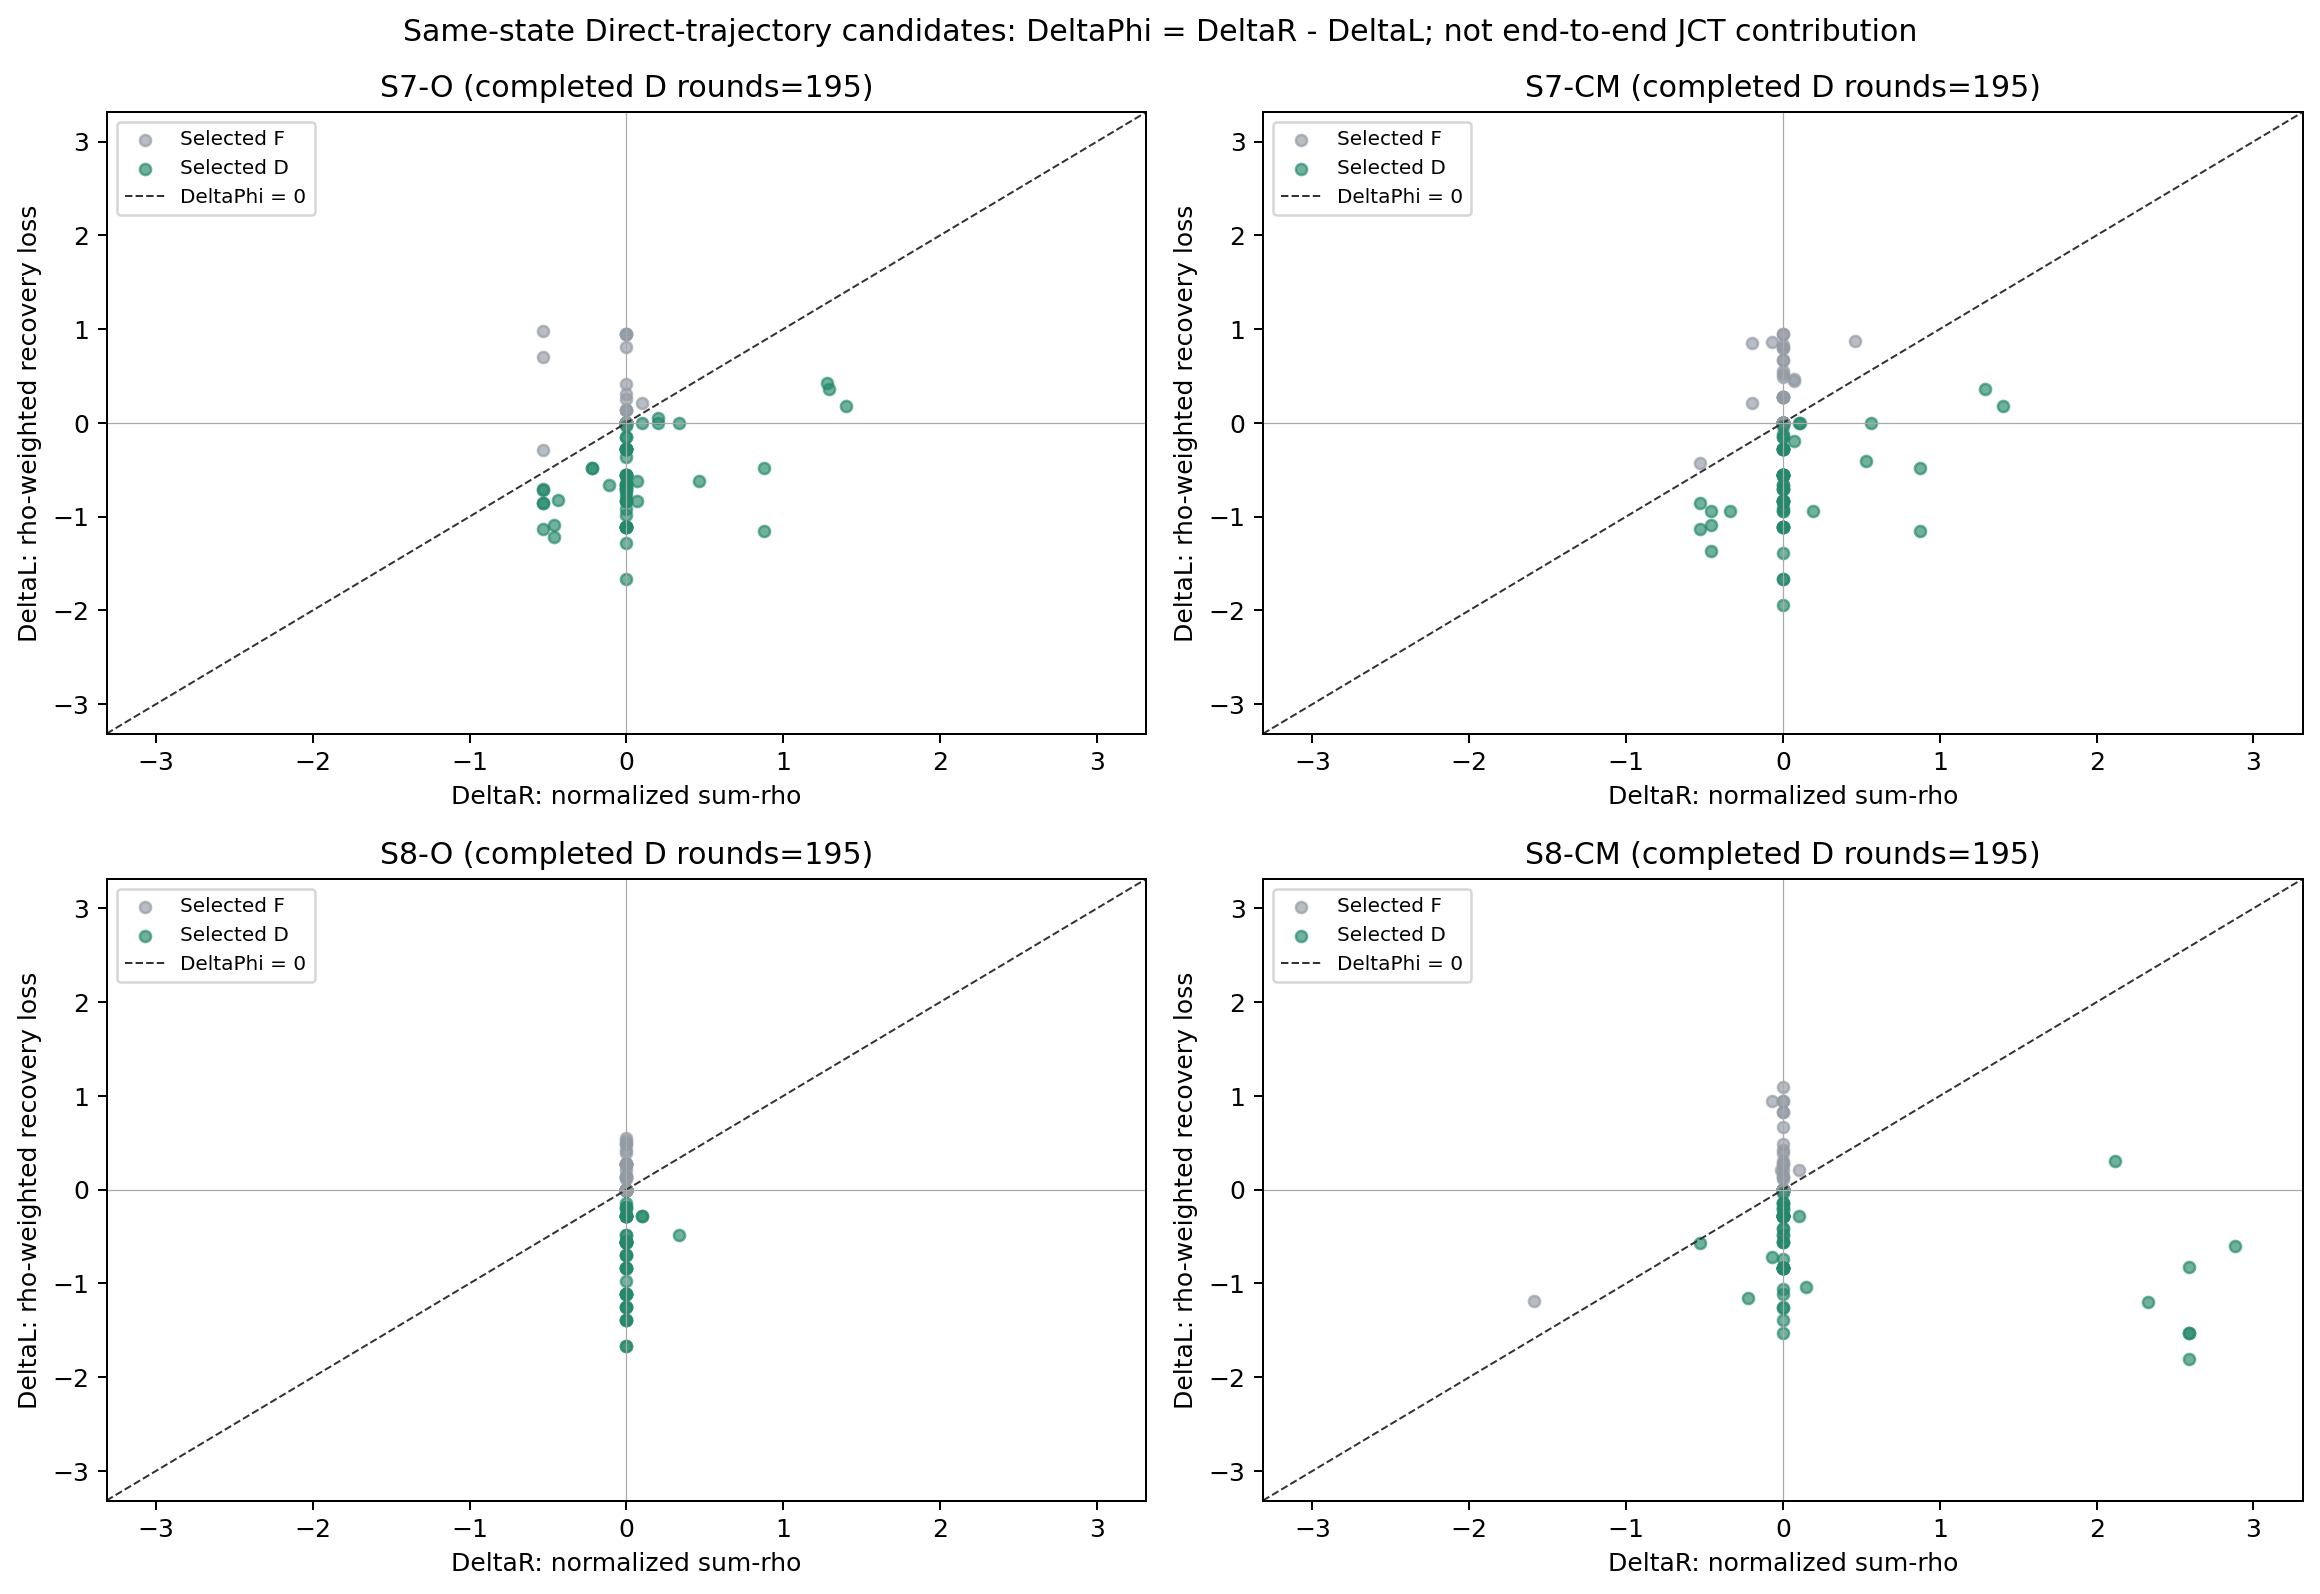 Same-state Direct-trajectory candidates: DeltaPhi = DeltaR - DeltaL; not end-to-end JCT contribution
S7-O (completed D rounds=195)
Selected F
Selected D
DeltaPhi = 0
DeltaL: rho-weighted recovery loss
3
2
1
0
−1
−2
−3
−3
−2
−1
0
1
2
3
DeltaR: normalized sum-rho
S7-CM (completed D rounds=195)
Selected F
Selected D
DeltaPhi = 0
DeltaL: rho-weighted recovery loss
3
2
1
0
−1
−2
−3
−3
−2
−1
0
1
2
3
DeltaR: normalized sum-rho
S8-O (completed D rounds=195)
Selected F
Selected D
DeltaPhi = 0
DeltaL: rho-weighted recovery loss
3
2
1
0
−1
−2
−3
−3
−2
−1
0
1
2
3
DeltaR: normalized sum-rho
S8-CM (completed D rounds=195)
Selected F
Selected D
DeltaPhi = 0
DeltaL: rho-weighted recovery loss
3
2
1
0
−1
−2
−3
−3
−2
−1
0
1
2
3
DeltaR: normalized sum-rho